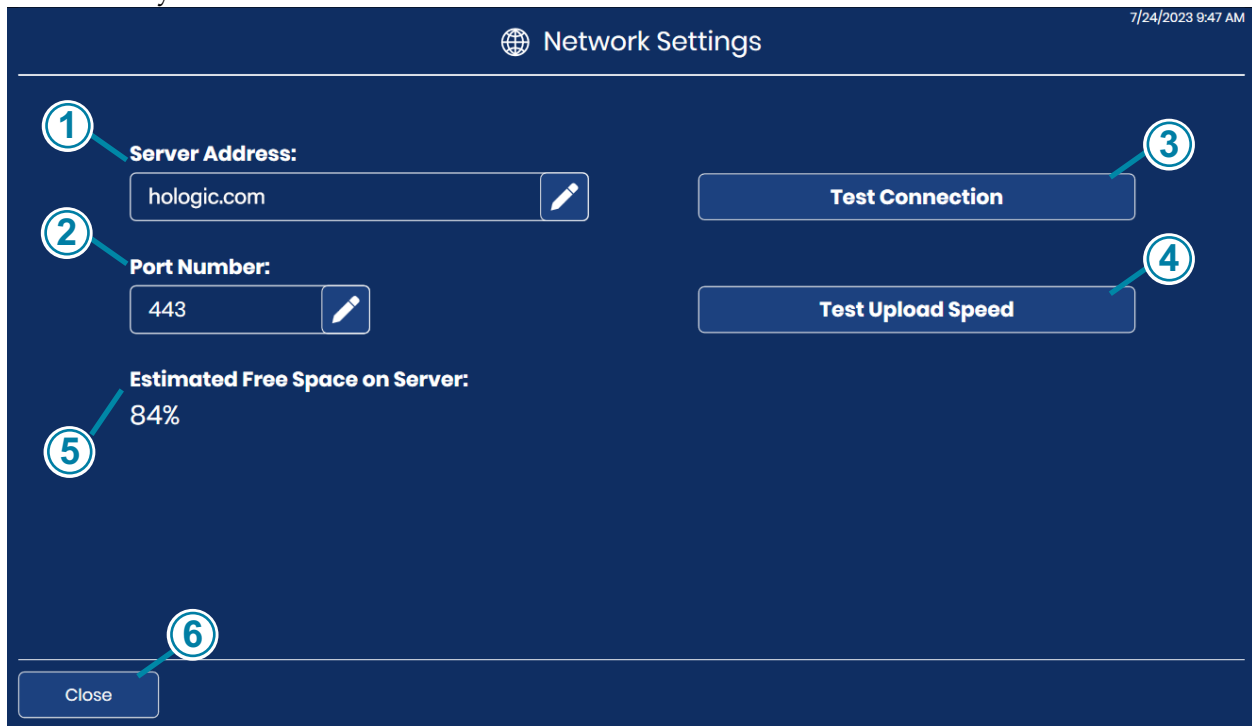 7/24/2023 9:47 AM
Network Settings
1
Server Address:
hologic.com
3
Test Connection
2
Port Number:
443
4
Test Upload Speed
Estimated Free Space on Server:
84%
5
6
Close